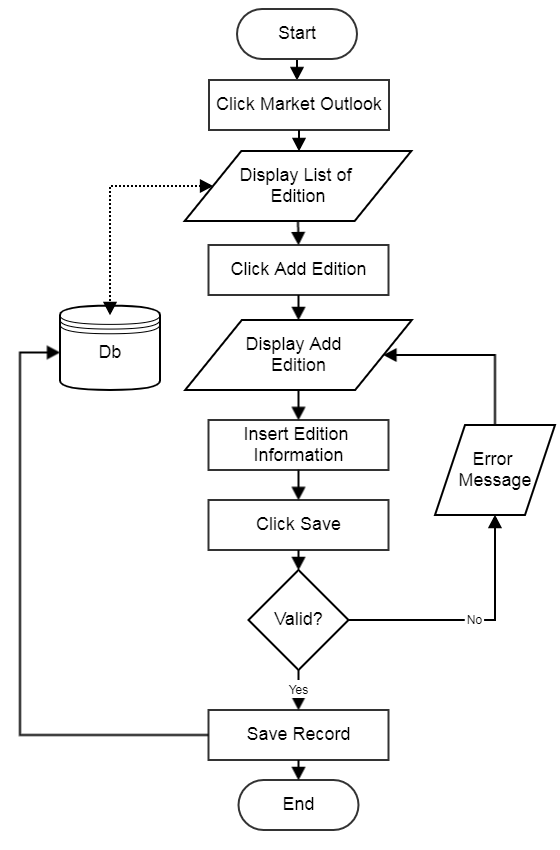 Start
Click Market Outlook
Display List of
Edition
Click Add Edition
Db
Display Add
Edition
Insert Edition
Information
Error
Message
Click Save
Valid?
No
Yes
Save Record
End